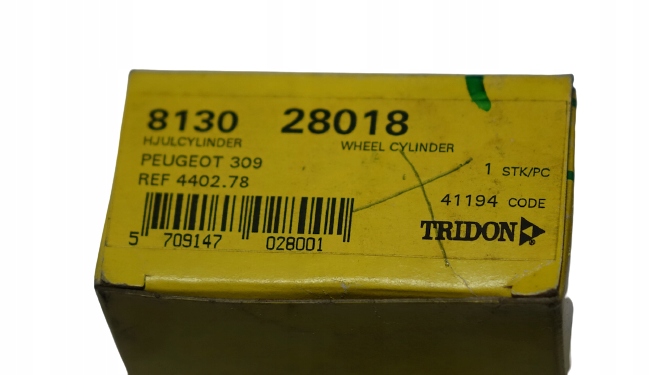 8130 28018
HJULCYLINDER WHEEL CYLINDER
PEUGEOT 309
REF 4402.78
1 STK/PC
41194 CODE
TRIDON ®
5 709147 028001